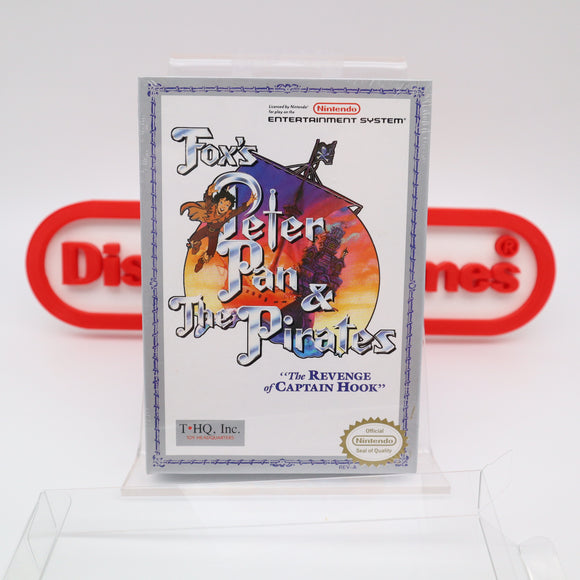 Licensed by Nintendo®
for play on the
Nintendo
ENTERTAINMENT SYSTEM®
Fox's
Peter
Pan &
The Pirates
"The REVENGE
of CAPTAIN HOOK"
T•HQ, Inc.
TOY HEADQUARTERS
Official
Nintendo
Seal of Quality
REV-A
Dis
mes®